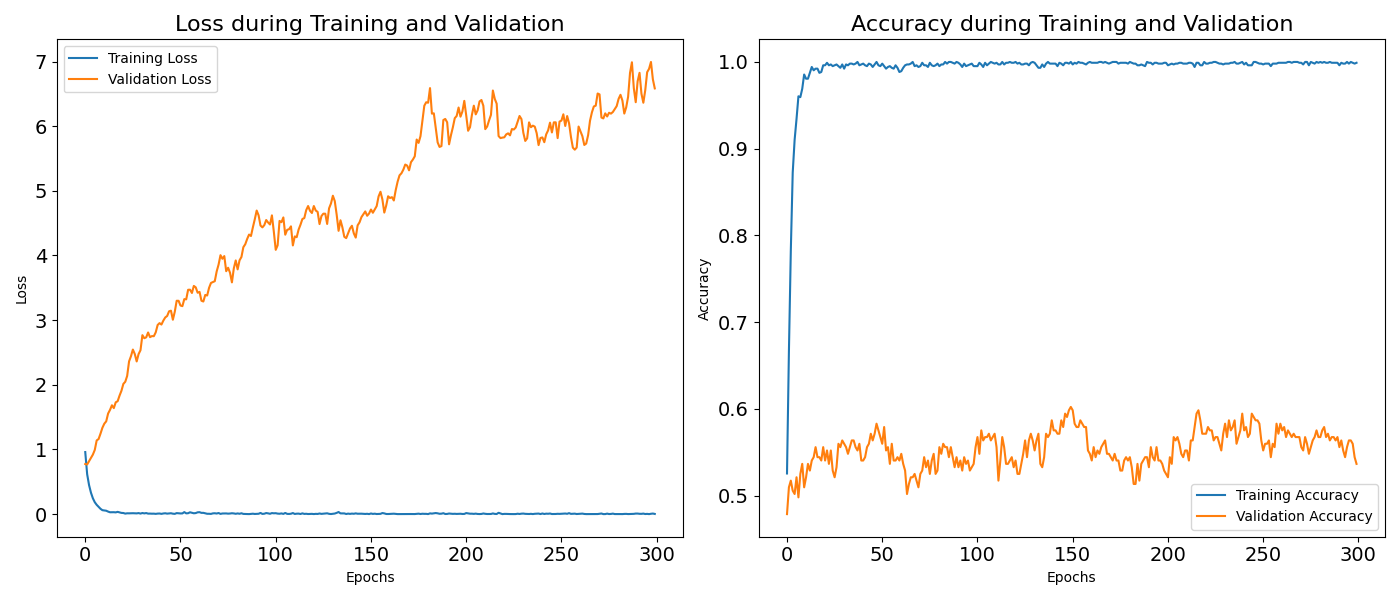 Loss during Training and Validation
Training Loss
Validation Loss
7
6
5
4
3
2
1
0
Loss
0 50 100 150 200 250 300
Epochs
Accuracy during Training and Validation
1.0
0.9
0.8
0.7
0.6
0.5
Accuracy
Training Accuracy
Validation Accuracy
0 50 100 150 200 250 300
Epochs